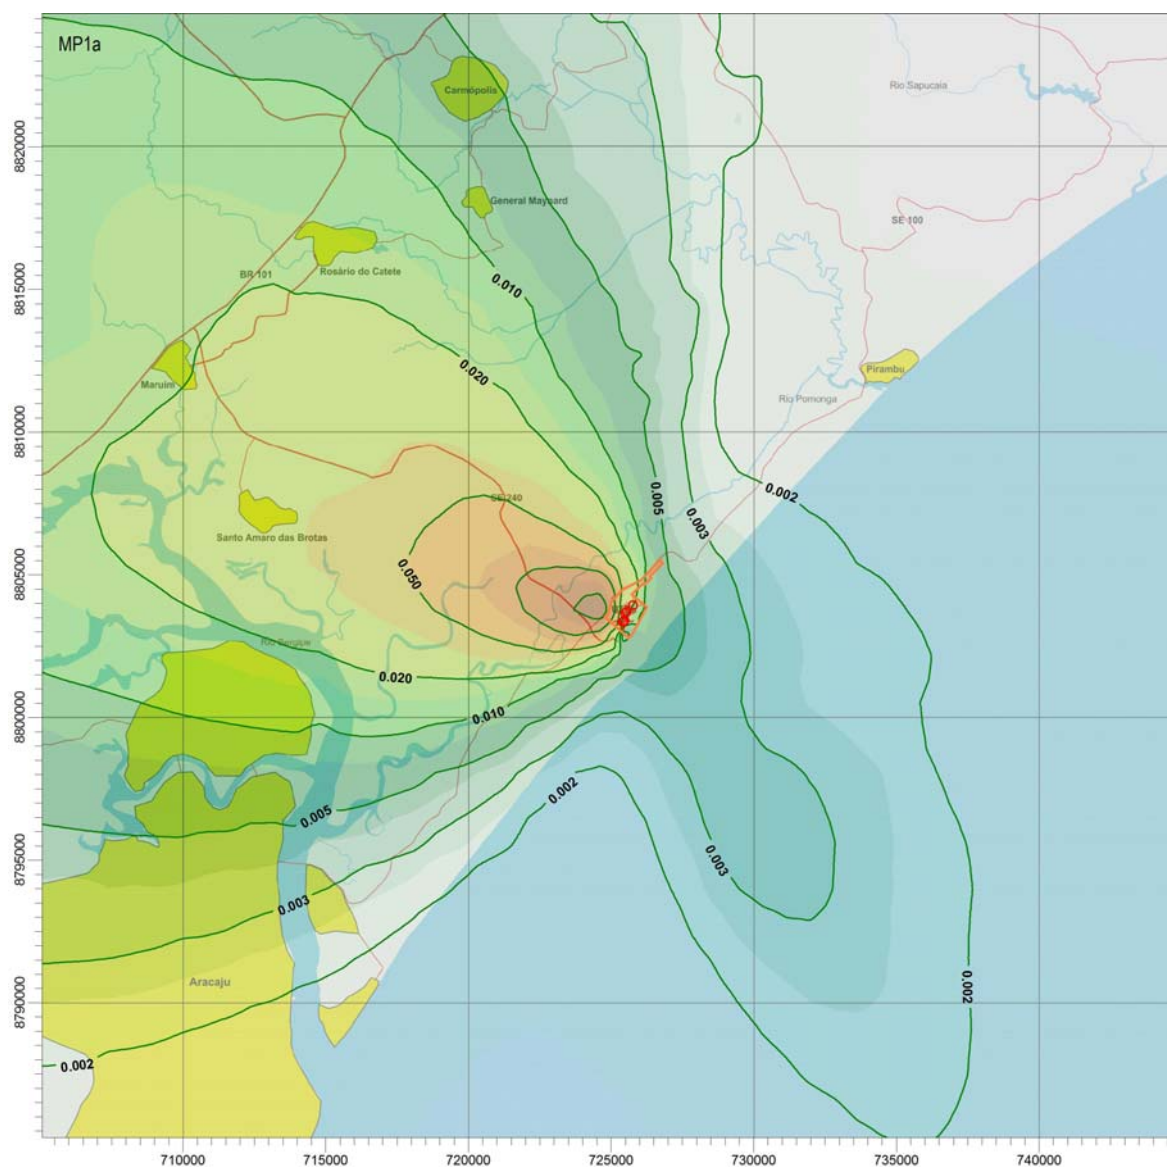 MP1a
Carmópolis
Rio Sapucaia
8820000
General Maynard
SE 100
Rosário do Catete
BR 101
0.010
8815000
0.020
Pirambu
Maruini
Rio Pomonga
8810000
SE 240
0.005
0.002
0.003
Santo Amaro das Brotas
0.050
8805000
Rio Sergipe
0.020
0.010
8800000
0.002
0.005
0.003
8795000
0.003
Aracaju
0.002
8790000
0.002
710000 715000 720000 725000 730000 735000 740000